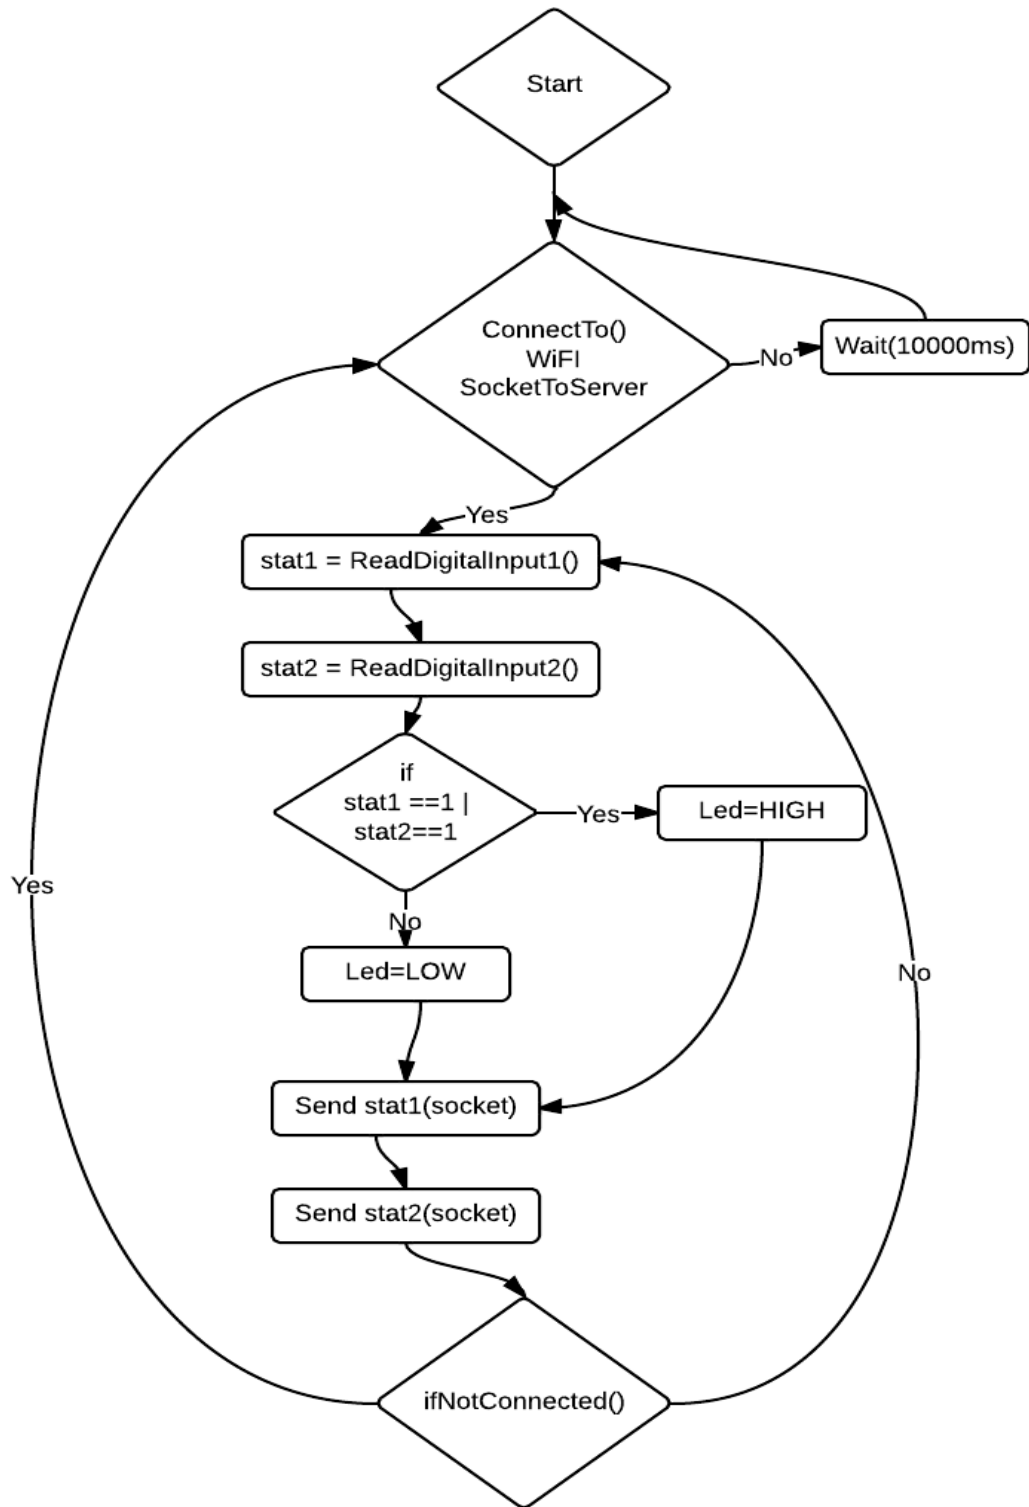 Start
ConnectTo()
WiFI
SocketToServer
No
Wait(10000ms)
Yes
stat1 = ReadDigitalInput1()
stat2 = ReadDigitalInput2()
if
stat1 ==1 |
stat2==1
Yes
Led=HIGH
Yes
No
Led=LOW
No
Send stat1(socket)
Send stat2(socket)
ifNotConnected()